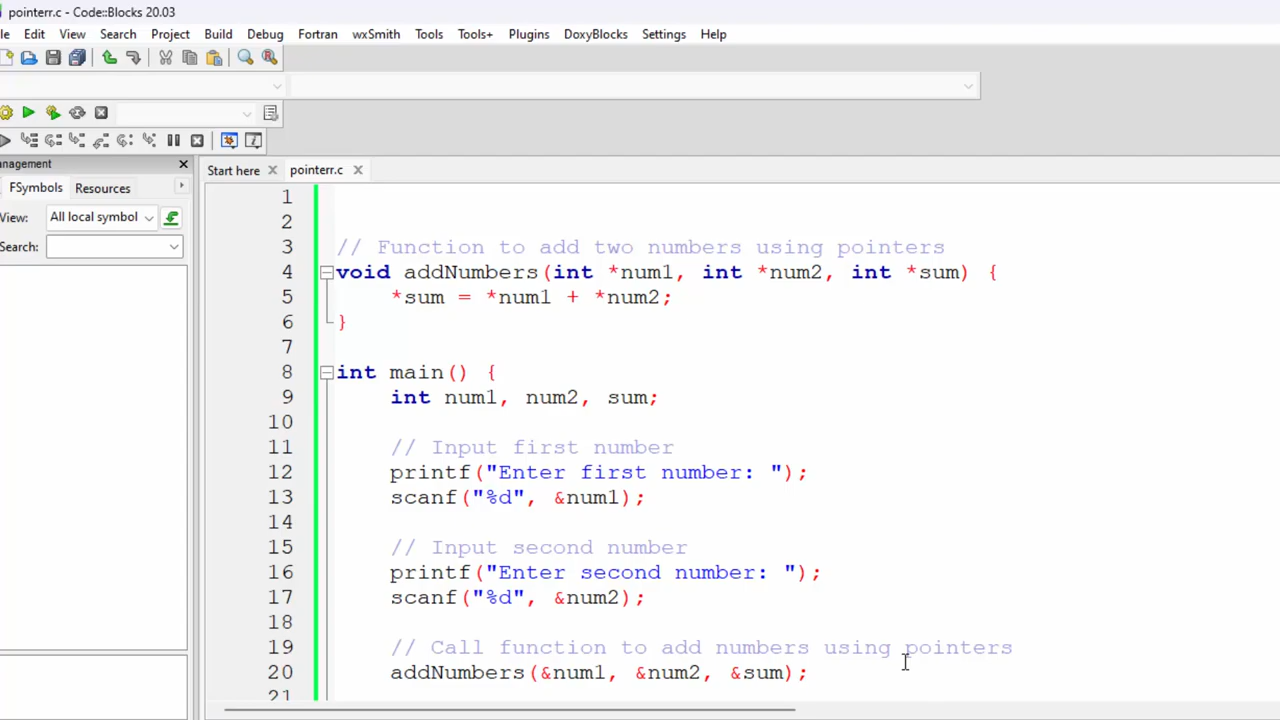 pointerr.c - Code::Blocks 20.03
Edit View Search Project Build Debug Fortran wxSmith Tools Tools+ Plugins DoxyBlocks Settings Help
Start here pointerr.c
FSymbols Resources
View: All local symbol
Search:
1
2
3 // Function to add two numbers using pointers
4 void addNumbers(int *num1, int *num2, int *sum) {
5 *sum = *num1 + *num2;
6 }
7
8 int main() {
9 int num1, num2, sum;
10
11 // Input first number
12 printf("Enter first number: ");
13 scanf("%d", &num1);
14
15 // Input second number
16 printf("Enter second number: ");
17 scanf("%d", &num2);
18
19 // Call function to add numbers using pointers
20 addNumbers(&num1, &num2, &sum);
21